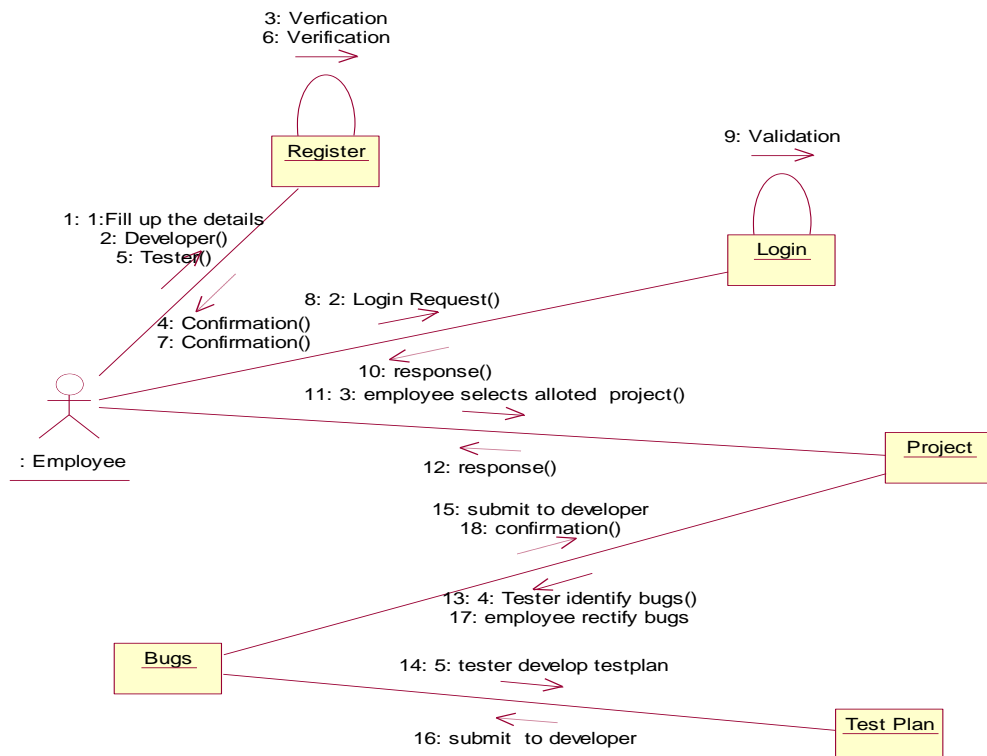 3: Verfication
6: Verification
Register
9: Validation
1: 1:Fill up the details
2: Developer()
5: Tester()
Login
8: 2: Login Request()
4: Confirmation()
7: Confirmation()
10: response()
11: 3: employee selects alloted project()
: Employee
12: response()
Project
15: submit to developer
18: confirmation()
13: 4: Tester identify bugs()
17: employee rectify bugs
Bugs
14: 5: tester develop testplan
Test Plan
16: submit to developer